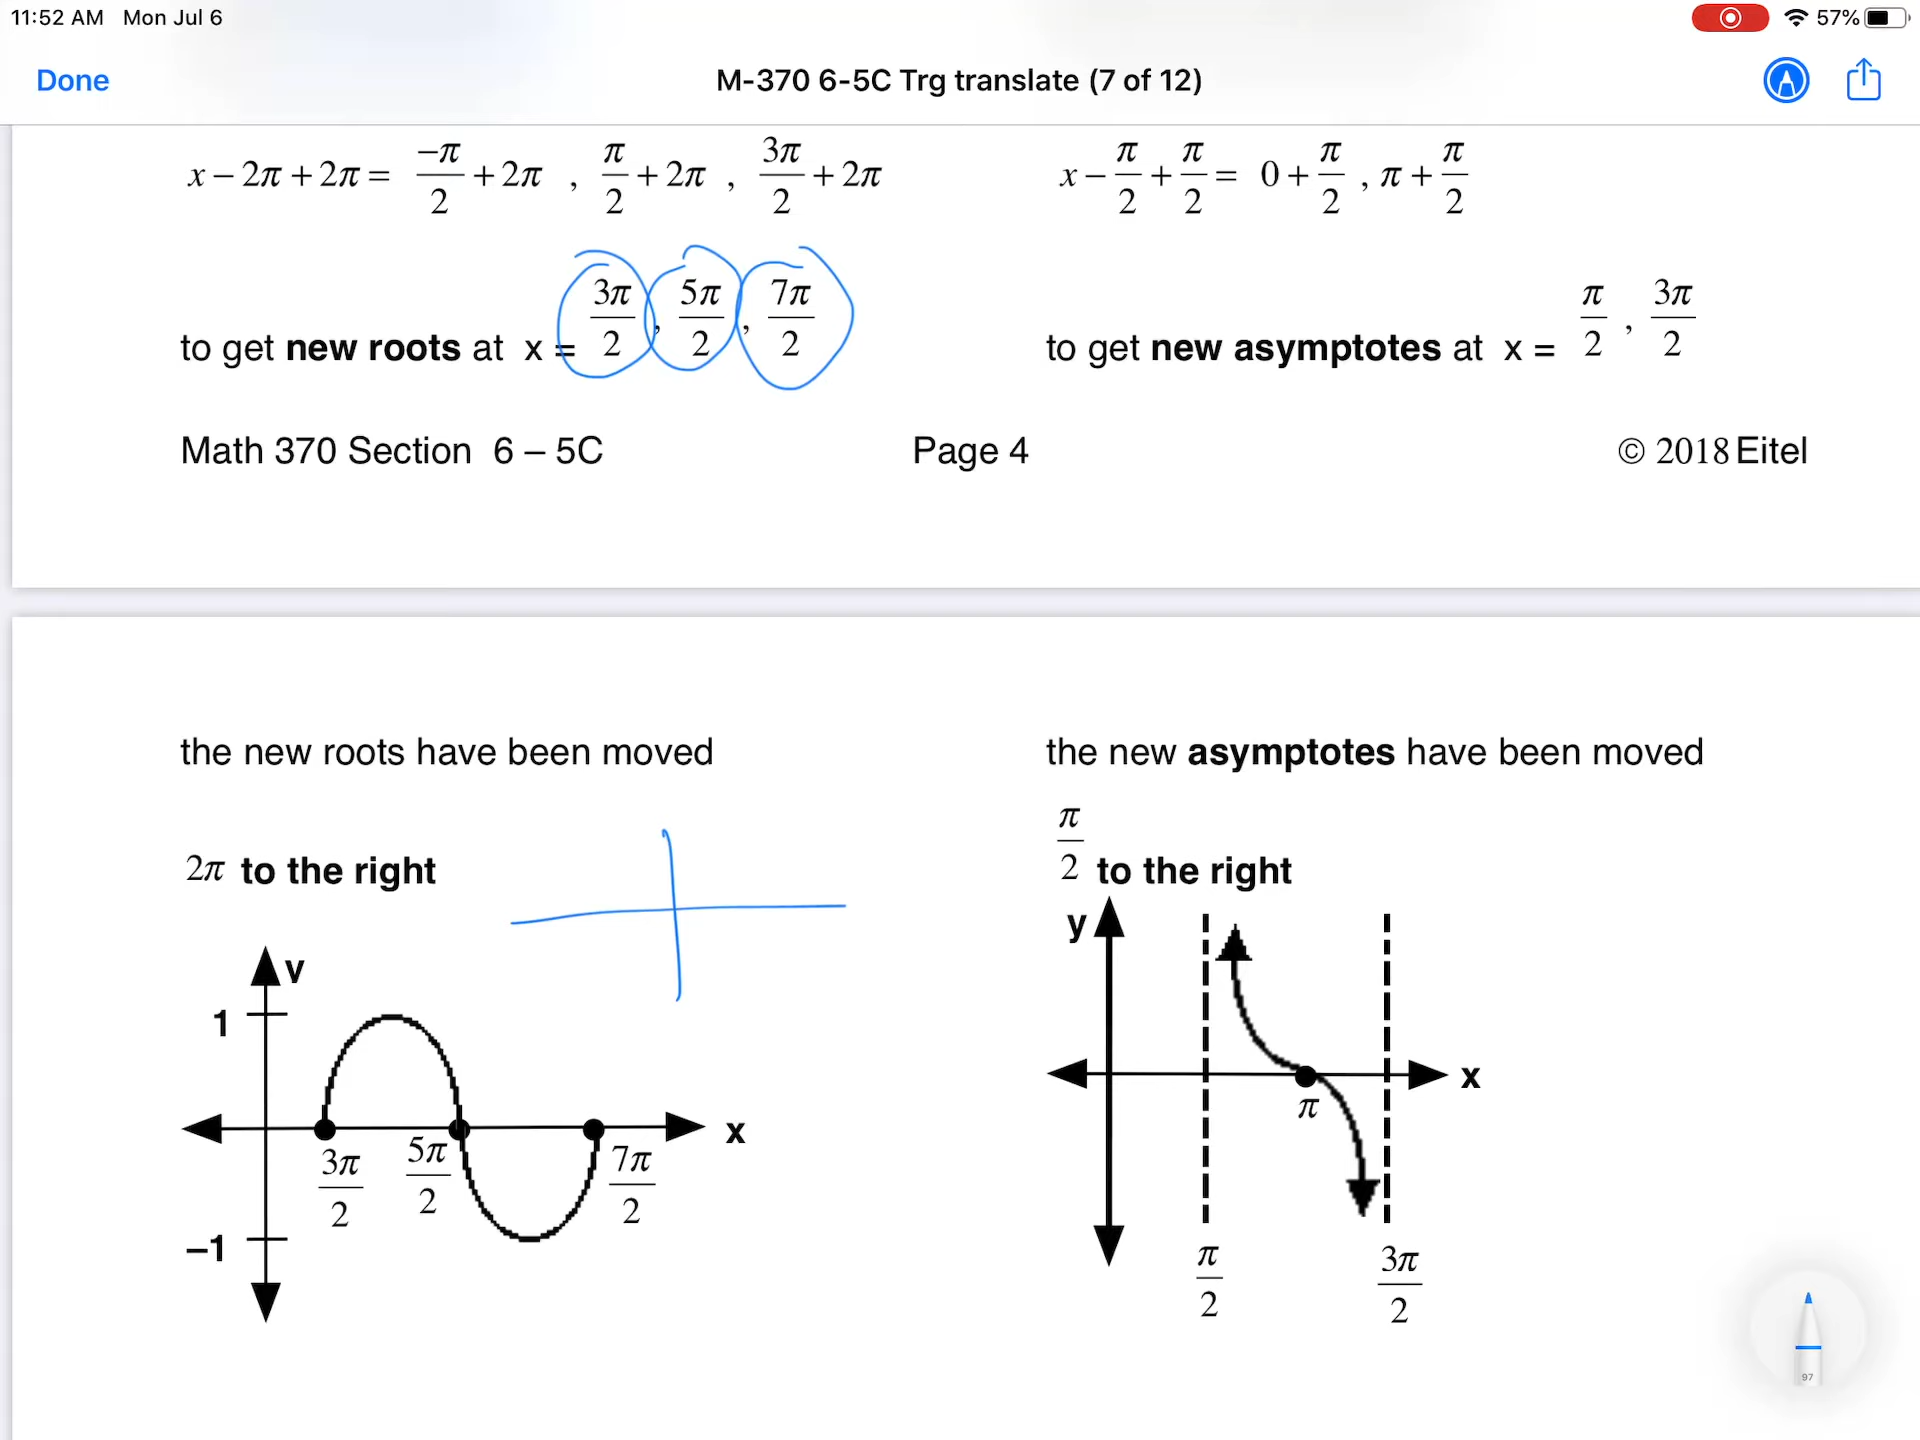 11:52 AM Mon Jul 6
57%
Done
M-370 6-5C Trg translate (7 of 12)
x − 2π + 2π = −π/2 + 2π , π/2 + 2π , 3π/2 + 2π
x − π/2 + π/2 = 0 + π/2 , π + π/2
to get new roots at x = 3π/2 , 5π/2 , 7π/2
to get new asymptotes at x = π/2 , 3π/2
Math 370 Section 6 – 5C
Page 4
© 2018 Eitel
the new roots have been moved
2π to the right
y
1
–1
x
3π/2
5π/2
7π/2
the new asymptotes have been moved
π/2 to the right
y
x
π
π/2
3π/2
97